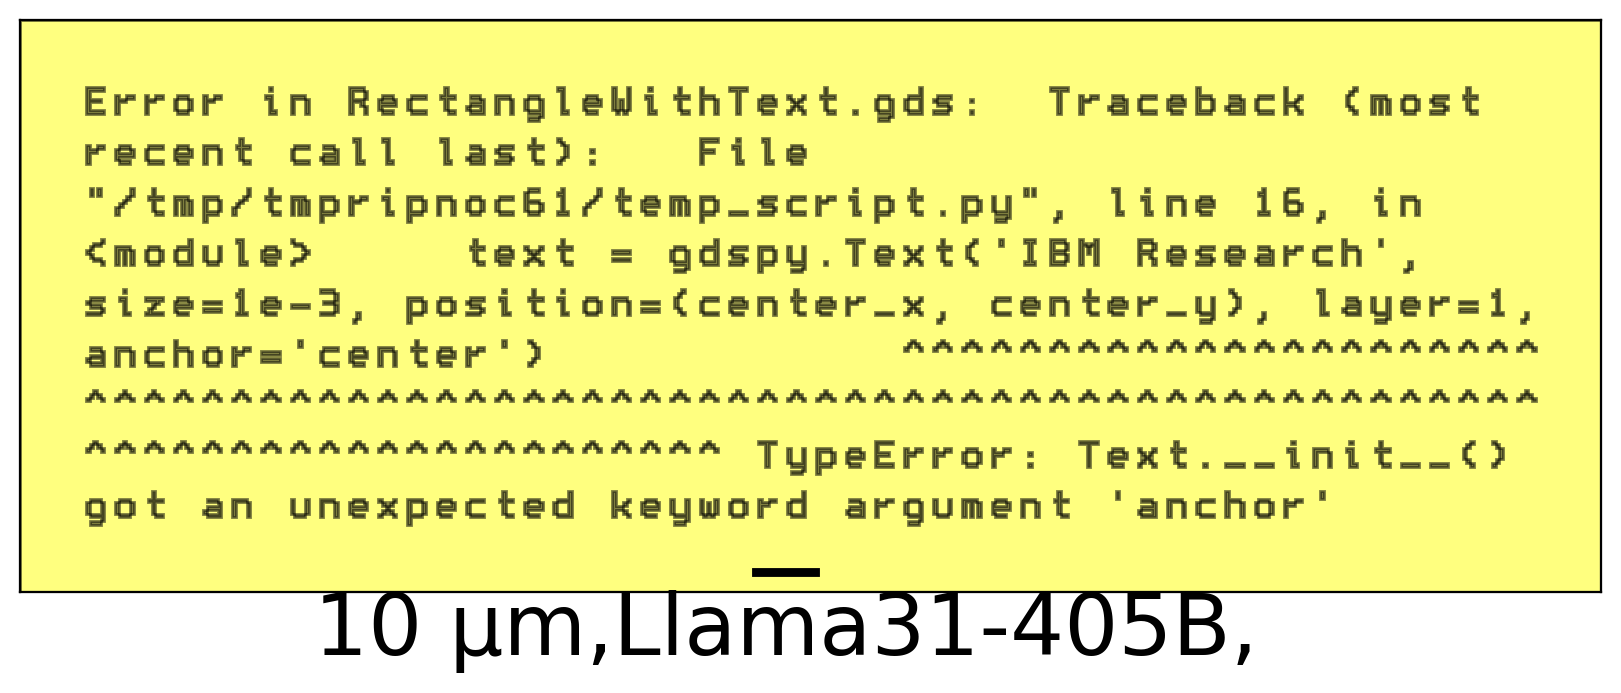 Error in RectangleWithText.gds:  Traceback (most
recent call last):   File
"/tmp/tmpripnoc61/temp_script.py", line 16, in
<module>     text = gdspy.Text('IBM Research',
size=1e-3, position=(center_x, center_y), layer=1,
anchor='center')            ^^^^^^^^^^^^^^^^^^^^^^
^^^^^^^^^^^^^^^^^^^^^^^^^^^^^^^^^^^^^^^^^^^^^^^^^^
^^^^^^^^^^^^^^^^^^^^^^ TypeError: Text.__init__()
got an unexpected keyword argument 'anchor'
10 μm,Llama31-405B,